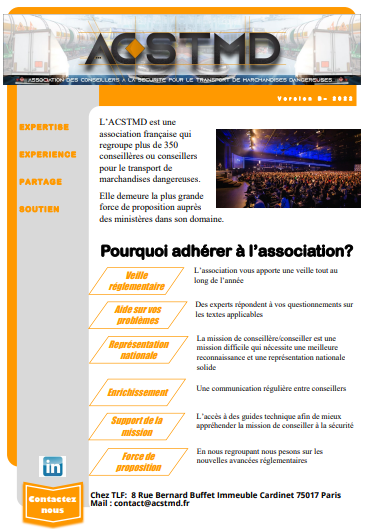 ACSTMD
ASSOCIATION DES CONSEILLERS A LA SECURITE POUR LE TRANSPORT DE MARCHANDISES DANGEREUSES
EXPERTISE
EXPERIENCE
PARTAGE
SOUTIEN
L'ACSTMD est une
association française qui
regroupe plus de 350
conseillères ou conseillers
pour le transport de
marchandises dangereuses.
Elle demeure la plus grande
force de proposition auprès
des ministères dans son domaine.
Pourquoi adhérer à l'association?
Veille
réglementaire
L'association vous apporte une veille tout au
long de l'année
Aide sur vos
problèmes
Des experts répondent à vos questionnements sur
les textes applicables
Représentation
nationale
La mission de conseillère/conseiller est une
mission difficile qui nécessite une meilleure
reconnaissance et une représentation nationale
solide
Enrichissement
Une communication régulière entre conseillers
Support de la
mission
L'accès à des guides technique afin de mieux
appréhender la mission de conseiller à la sécurité
Force de
proposition
En nous regroupant nous pesons sur les
nouvelles avancées réglementaires
in
Contactez
nous
Chez TLF: 8 Rue Bernard Buffet Immeuble Cardinet 75017 Paris
Mail : contact@acstmd.fr